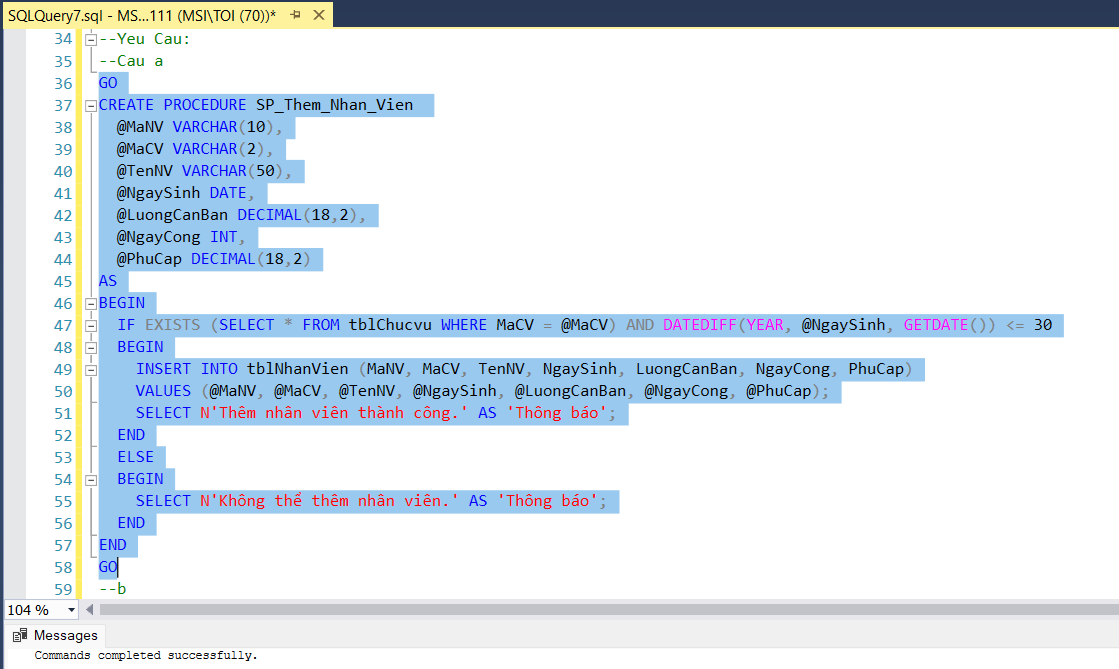 SQLQuery7.sql - MS...111 (MSI\TOI (70))*
34 --Yeu Cau:
35 --Cau a
36 GO
37 CREATE PROCEDURE SP_Them_Nhan_Vien
38 @MaNV VARCHAR(10),
39 @MaCV VARCHAR(2),
40 @TenNV VARCHAR(50),
41 @NgaySinh DATE,
42 @LuongCanBan DECIMAL(18,2),
43 @NgayCong INT,
44 @PhuCap DECIMAL(18,2)
45 AS
46 BEGIN
47 IF EXISTS (SELECT * FROM tblChucvu WHERE MaCV = @MaCV) AND DATEDIFF(YEAR, @NgaySinh, GETDATE()) <= 30
48 BEGIN
49 INSERT INTO tblNhanVien (MaNV, MaCV, TenNV, NgaySinh, LuongCanBan, NgayCong, PhuCap)
50 VALUES (@MaNV, @MaCV, @TenNV, @NgaySinh, @LuongCanBan, @NgayCong, @PhuCap);
51 SELECT N'Thêm nhân viên thành công.' AS 'Thông báo';
52 END
53 ELSE
54 BEGIN
55 SELECT N'Không thể thêm nhân viên.' AS 'Thông báo';
56 END
57 END
58 GO
59 --b
104 %
Messages
Commands completed successfully.